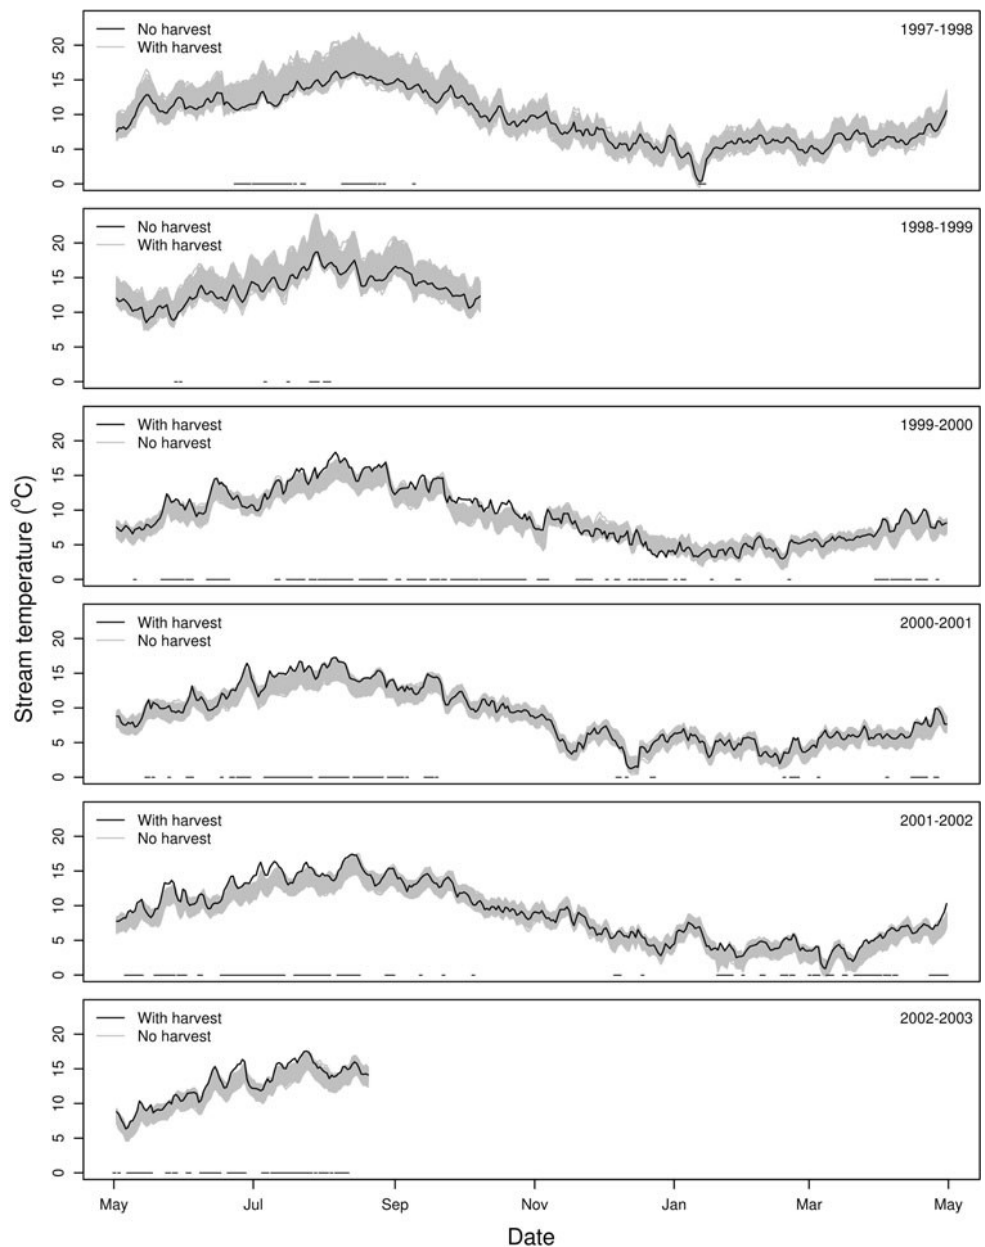 No harvest
With harvest
1997-1998
0 5 10 15 20
No harvest
With harvest
1998-1999
0 5 10 15 20
With harvest
No harvest
1999-2000
0 5 10 15 20
With harvest
No harvest
2000-2001
0 5 10 15 20
With harvest
No harvest
2001-2002
0 5 10 15 20
With harvest
No harvest
2002-2003
0 5 10 15 20
Stream temperature (°C)
May Jul Sep Nov Jan Mar May
Date